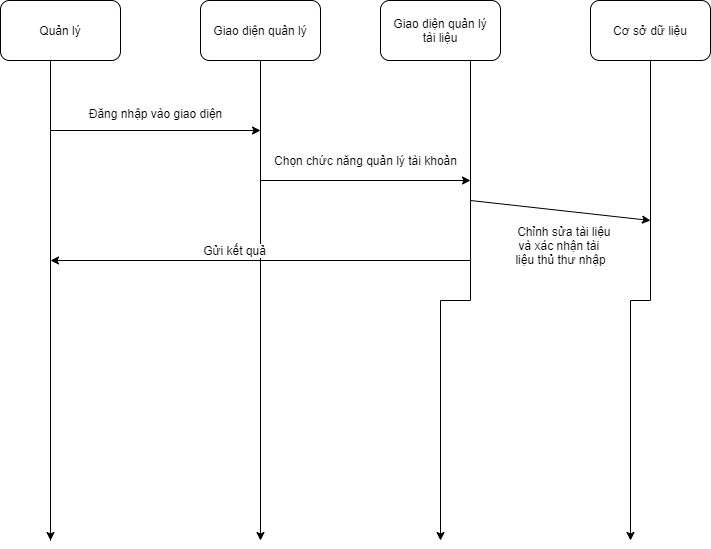 Quản lý
Giao diện quản lý
Giao diện quản lý
tài liệu
Cơ sở dữ liệu
Đăng nhập vào giao diện
Chọn chức năng quản lý tài khoản
Chỉnh sửa tài liệu
và xác nhận tài
liệu thủ thư nhập
Gửi kết quả